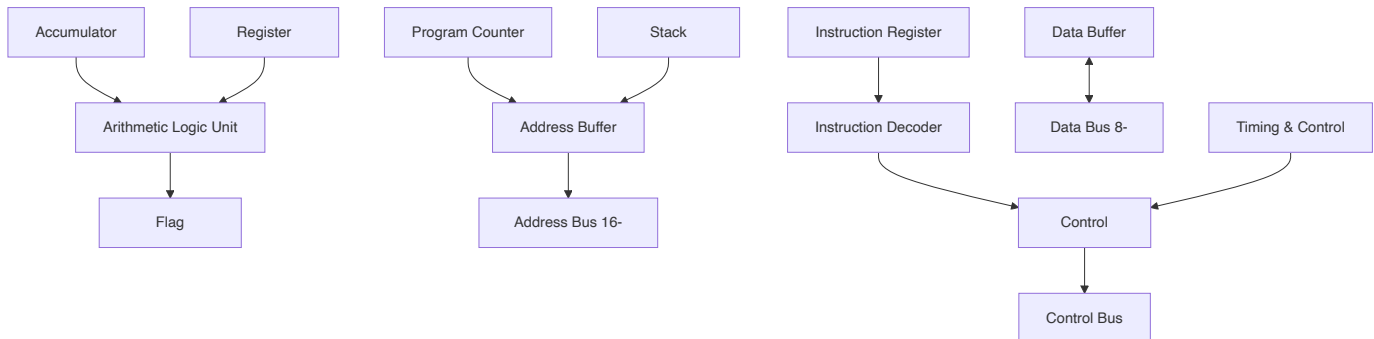 Accumulator
Register
Program Counter
Stack
Instruction Register
Data Buffer
Arithmetic Logic Unit
Address Buffer
Instruction Decoder
Data Bus 8-
Timing & Control
Flag
Address Bus 16-
Control
Control Bus